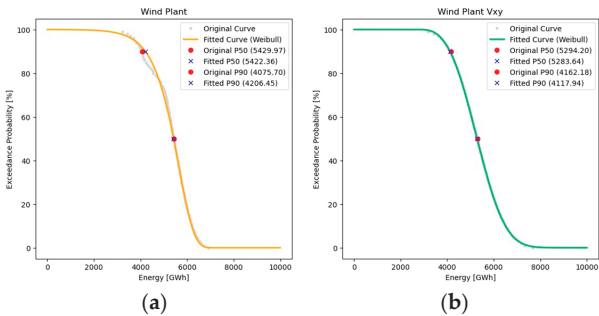 Wind Plant
Original Curve
Fitted Curve (Weibull)
Original P50 (5429.97)
Fitted P50 (5422.36)
Original P90 (4075.70)
Fitted P90 (4206.45)
Exceedance Probability [%]
100
80
60
40
20
0
0 2000 4000 6000 8000 10000
Energy [GWh]
(a)
Wind Plant Vxy
Original Curve
Fitted Curve (Weibull)
Original P50 (5294.20)
Fitted P50 (5283.64)
Original P90 (4162.18)
Fitted P90 (4117.94)
Exceedance Probability [%]
100
80
60
40
20
0
0 2000 4000 6000 8000 10000
Energy [GWh]
(b)